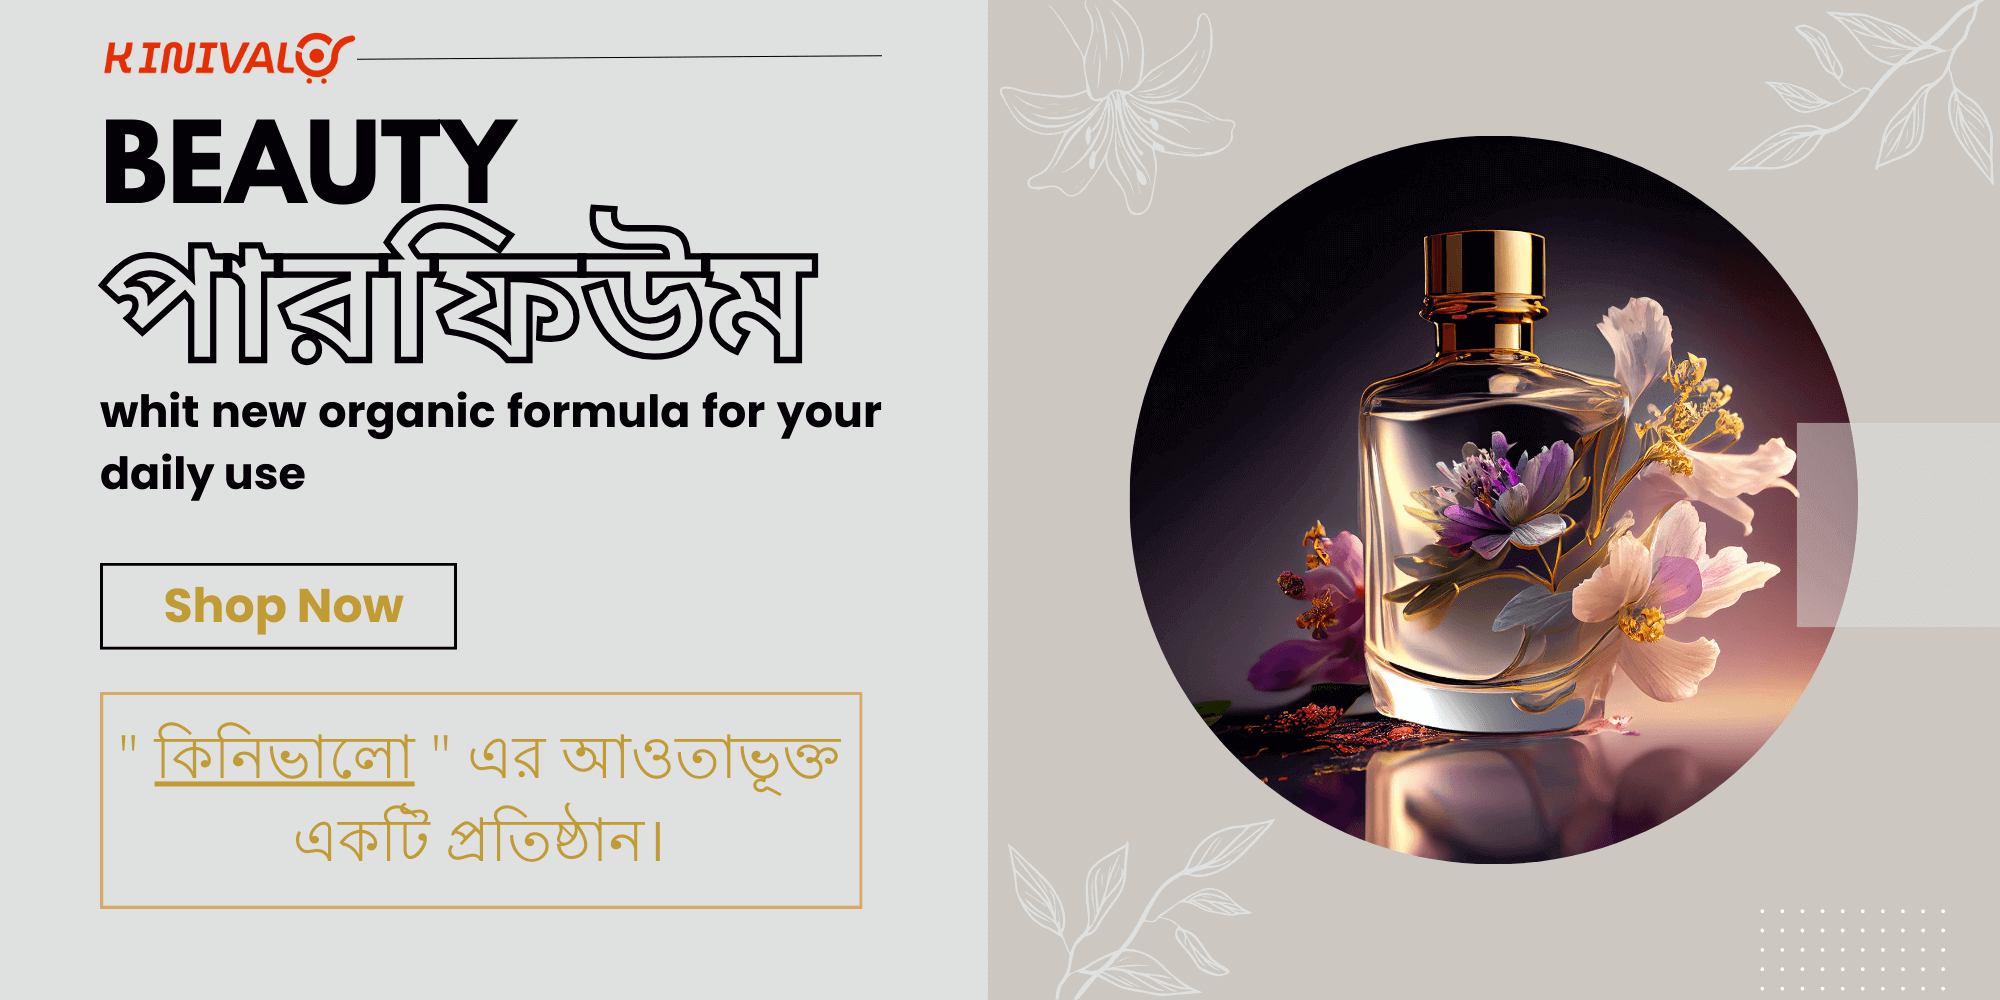 KINIVALO
BEAUTY
পারফিউম
whit new organic formula for your
daily use
Shop Now
" কিনিভালো " এর আওতাভূক্ত
একটি প্রতিষ্ঠান।